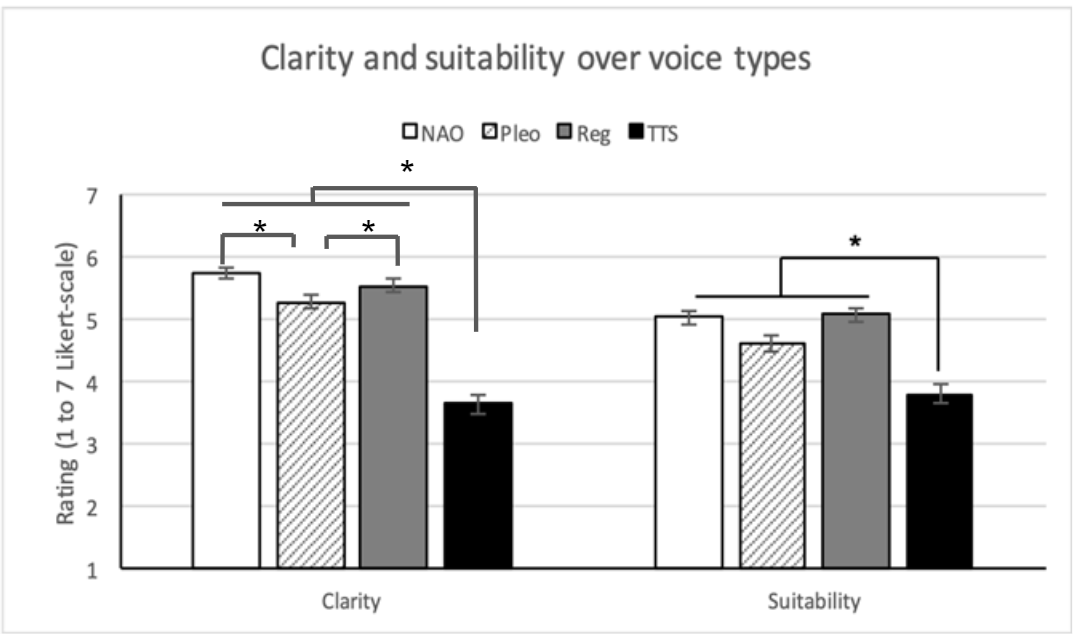 Clarity and suitability over voice types
NAO Pleo Reg TTS
*
7
* *
6
*
5
4
3
2
1
Rating (1 to 7 Likert-scale)
Clarity Suitability